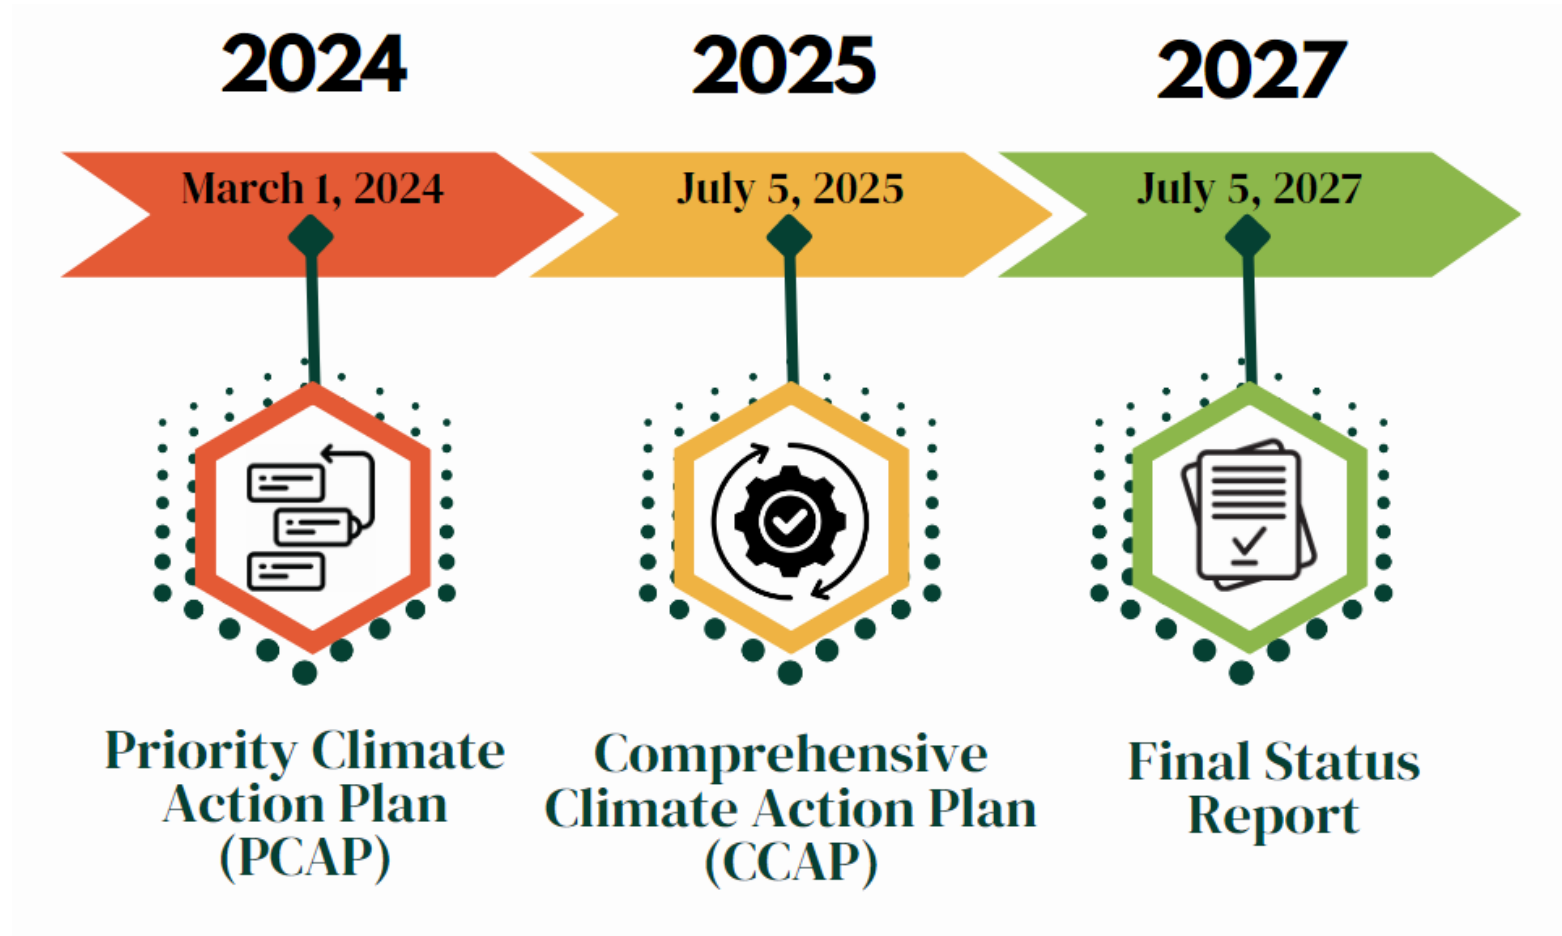 2024
2025
2027
March 1, 2024
July 5, 2025
July 5, 2027
Priority Climate
Action Plan
(PCAP)
Comprehensive
Climate Action Plan
(CCAP)
Final Status
Report